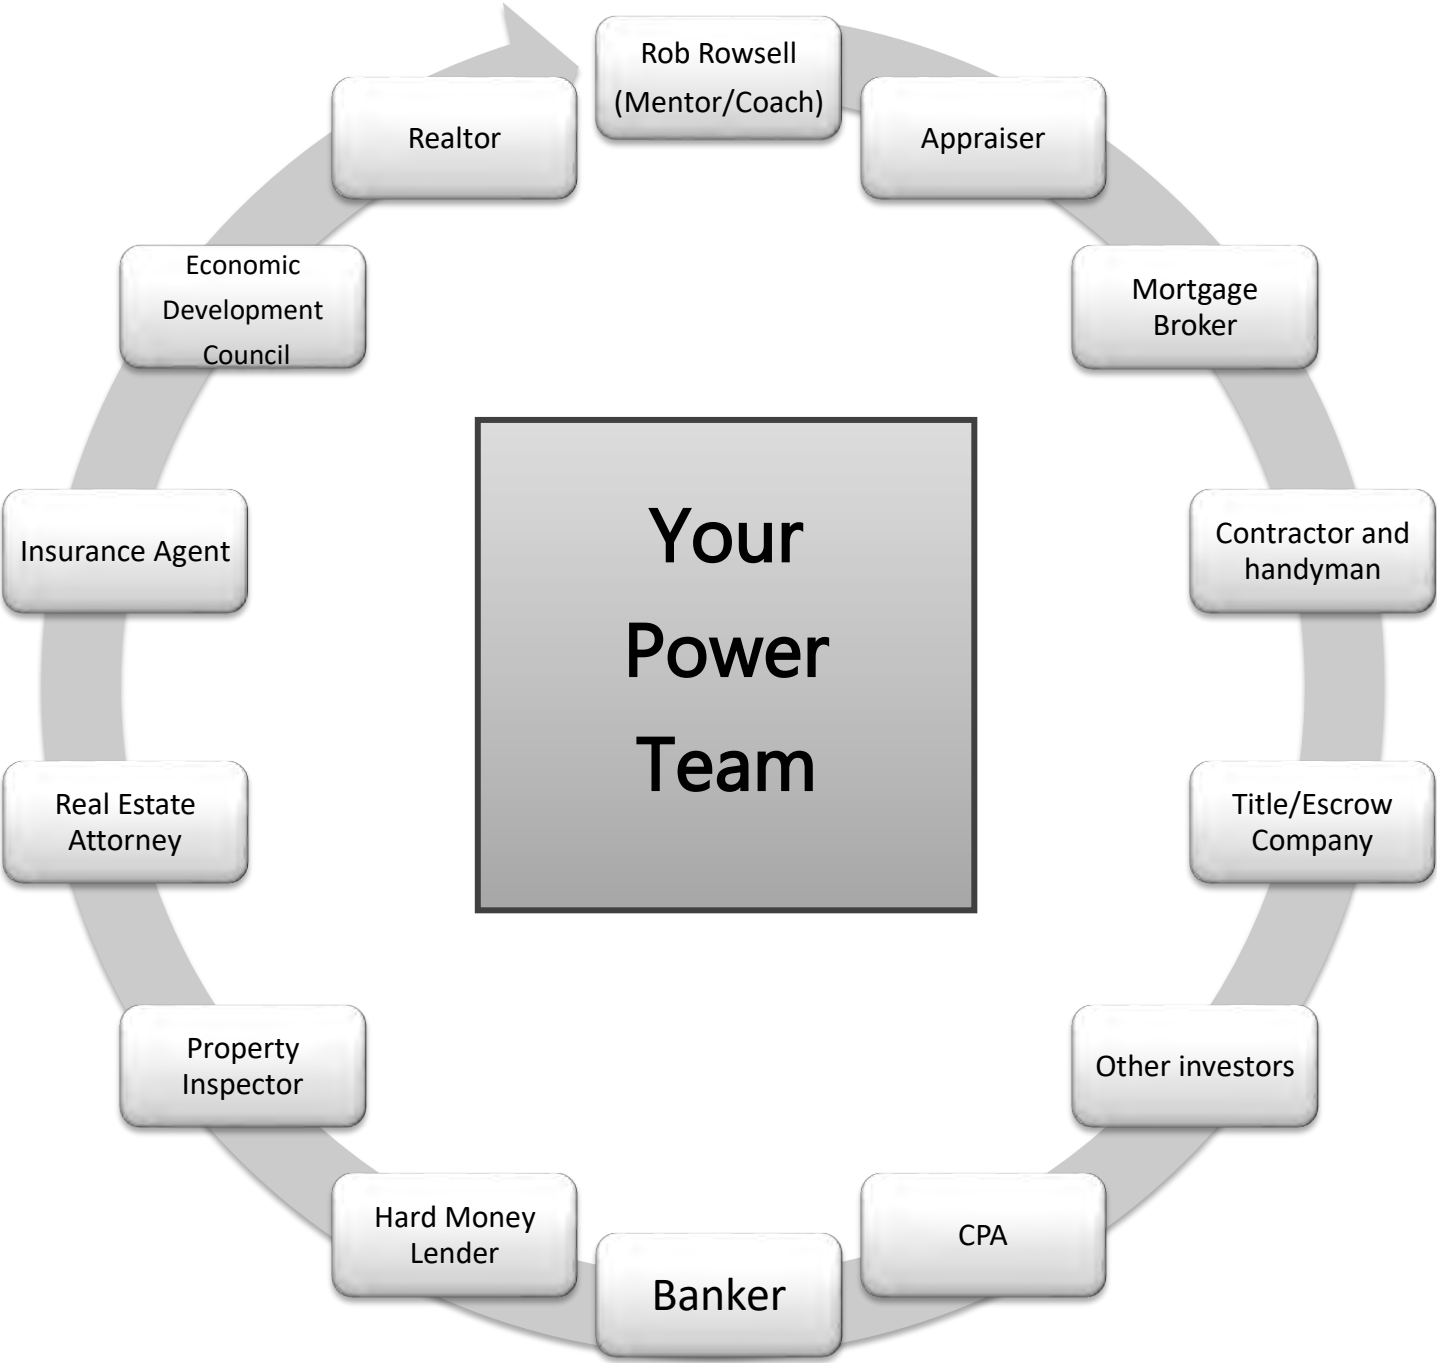 Rob Rowsell
(Mentor/Coach)
Appraiser
Mortgage
Broker
Contractor and
handyman
Title/Escrow
Company
Other investors
CPA
Banker
Hard Money
Lender
Property
Inspector
Real Estate
Attorney
Insurance Agent
Economic
Development
Council
Realtor
Your
Power
Team